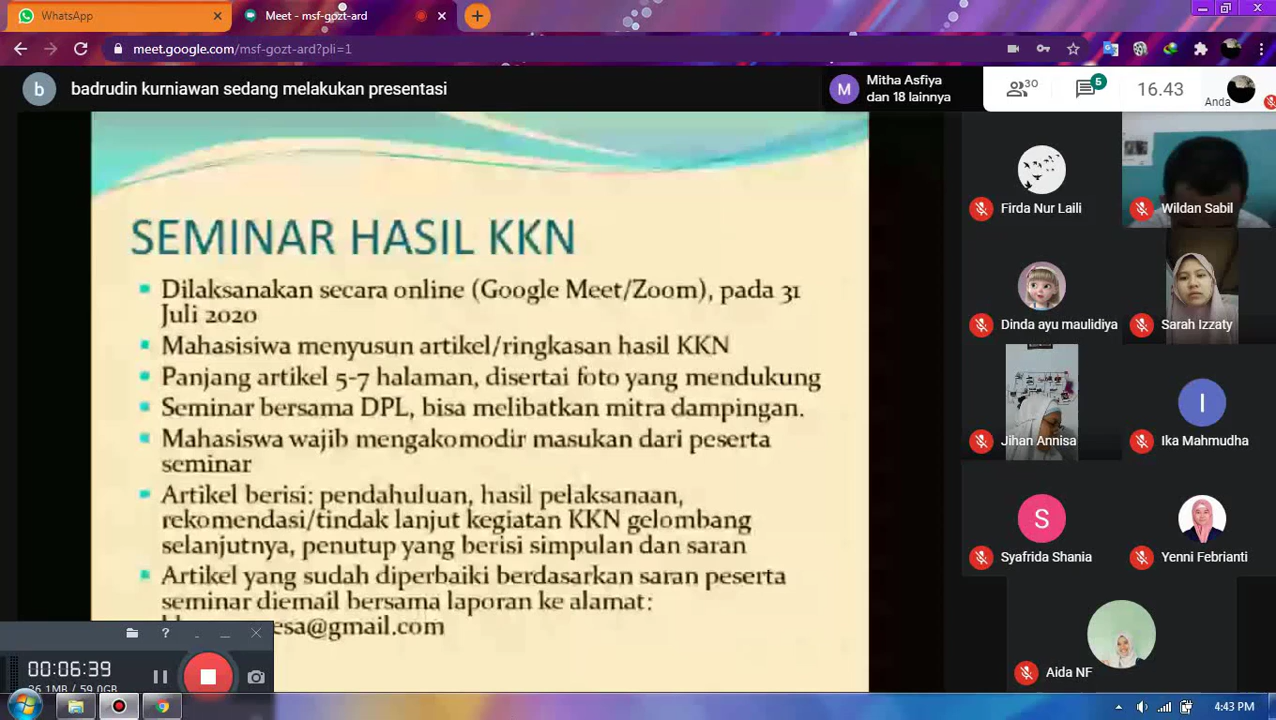 WhatsApp
Meet - msf-gozt-ard
meet.google.com/msf-gozt-ard?pli=1
b
badrudin kurniawan sedang melakukan presentasi
M
Mitha Asfiya
dan 18 lainnya
30
5
16.43
Anda
SEMINAR HASIL KKN
Dilaksanakan secara online (Google Meet/Zoom), pada 31
Juli 2020
Mahasisiwa menyusun artikel/ringkasan hasil KKN
Panjang artikel 5-7 halaman, disertai foto yang mendukung
Seminar bersama DPL, bisa melibatkan mitra dampingan.
Mahasiswa wajib mengakomodir masukan dari peserta
seminar
Artikel berisi: pendahuluan, hasil pelaksanaan,
rekomendasi/tindak lanjut kegiatan KKN gelombang
selanjutnya, penutup yang berisi simpulan dan saran
Artikel yang sudah diperbaiki berdasarkan saran peserta
seminar diemail bersama laporan ke alamat:
esa@gmail.com
Firda Nur Laili
Wildan Sabil
Dinda ayu maulidiya
Sarah Izzaty
Jihan Annisa
I
Ika Mahmudha
S
Syafrida Shania
Yenni Febrianti
Aida NF
00:06:39
26.1MB / 59.0GB
4:43 PM